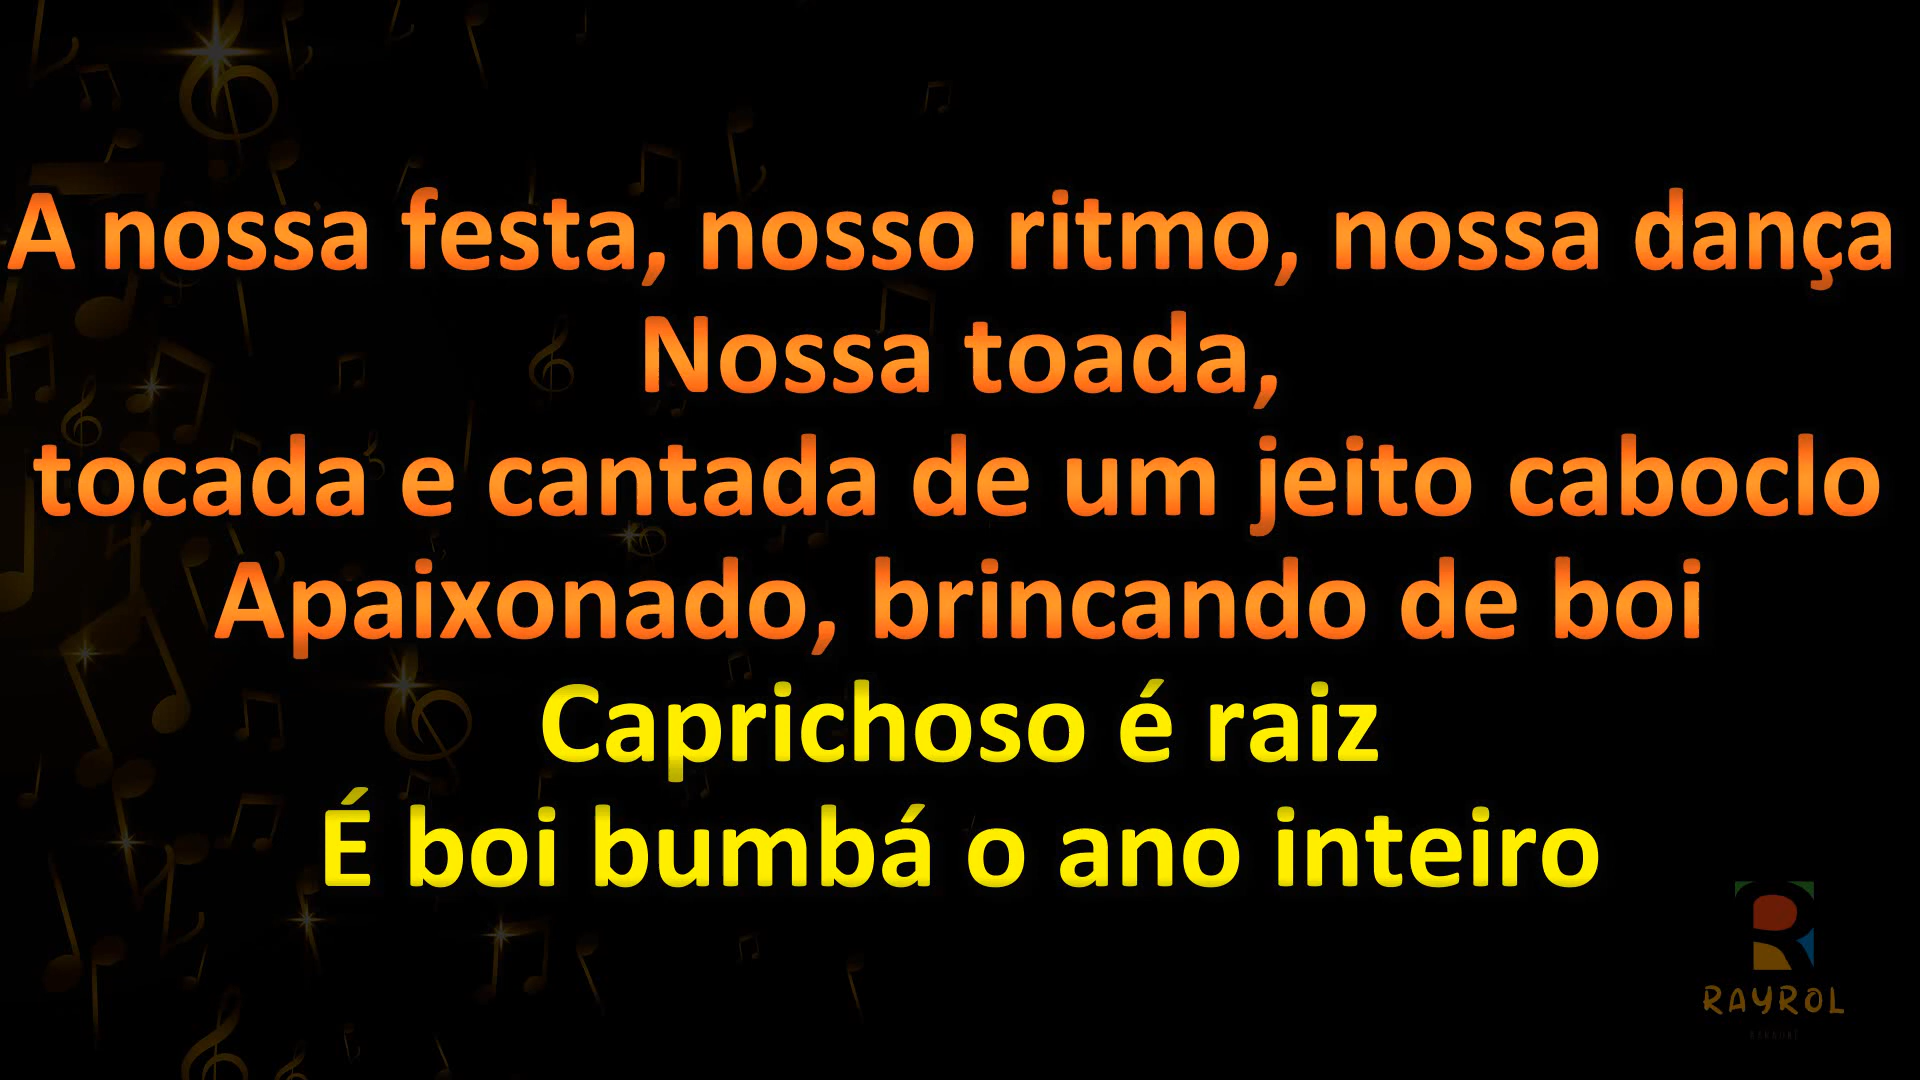 A nossa festa, nosso ritmo, nossa dança
Nossa toada,
tocada e cantada de um jeito caboclo
Apaixonado, brincando de boi
Caprichoso é raiz
É boi bumbá o ano inteiro
RAYROL
KARAOKÊ